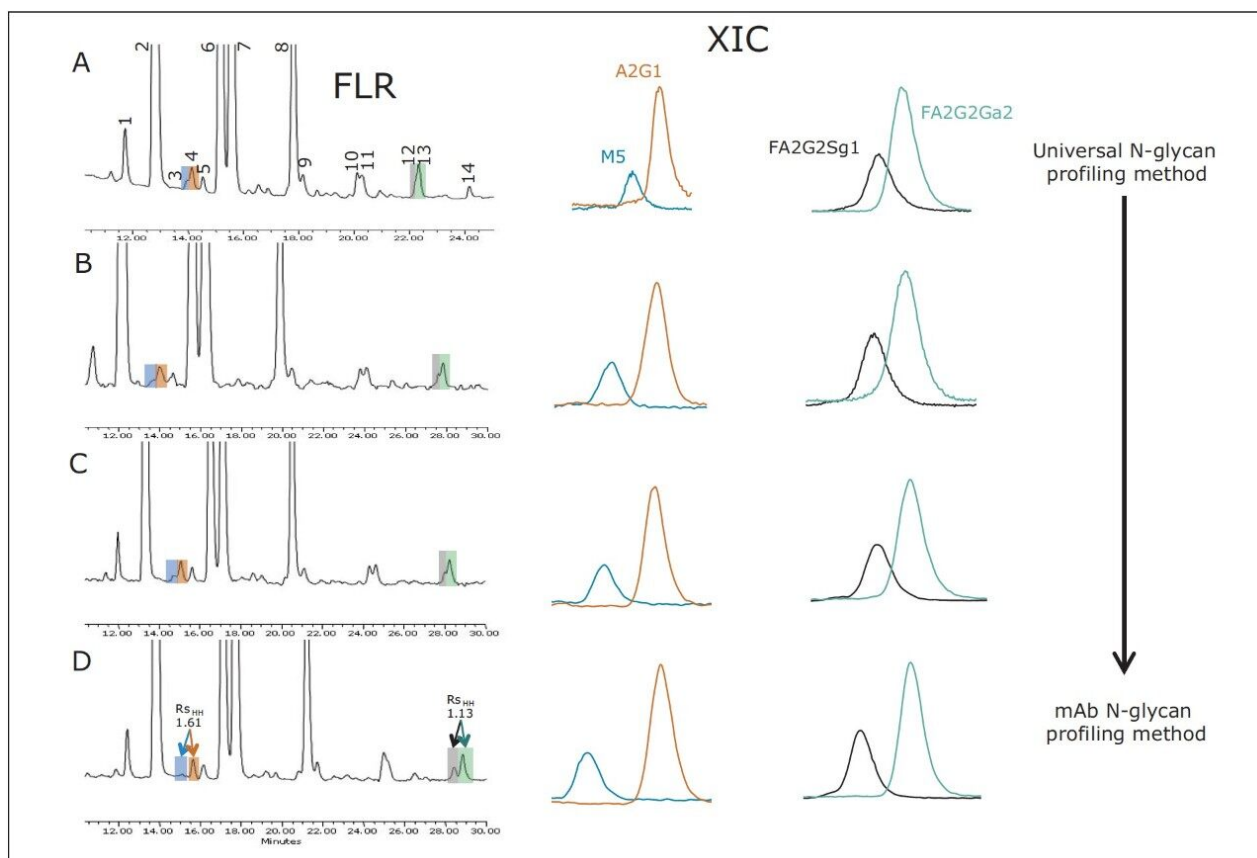 XIC
A
2
6
7
8
FLR
1
3
4
5
9
10
11
12
13
14
12.00 14.00 16.00 18.00 20.00 22.00 24.00
A2G1
M5
FA2G2Ga2
FA2G2Sg1
Universal N-glycan
profiling method
B
12.00 14.00 16.00 18.00 20.00 22.00 24.00 26.00 28.00 30.00
C
12.00 14.00 16.00 18.00 20.00 22.00 24.00 26.00 28.00 30.00
D
RsHH
1.61
RsHH
1.13
12.00 14.00 16.00 18.00 20.00 22.00 24.00 26.00 28.00 30.00
Minutes
mAb N-glycan
profiling method